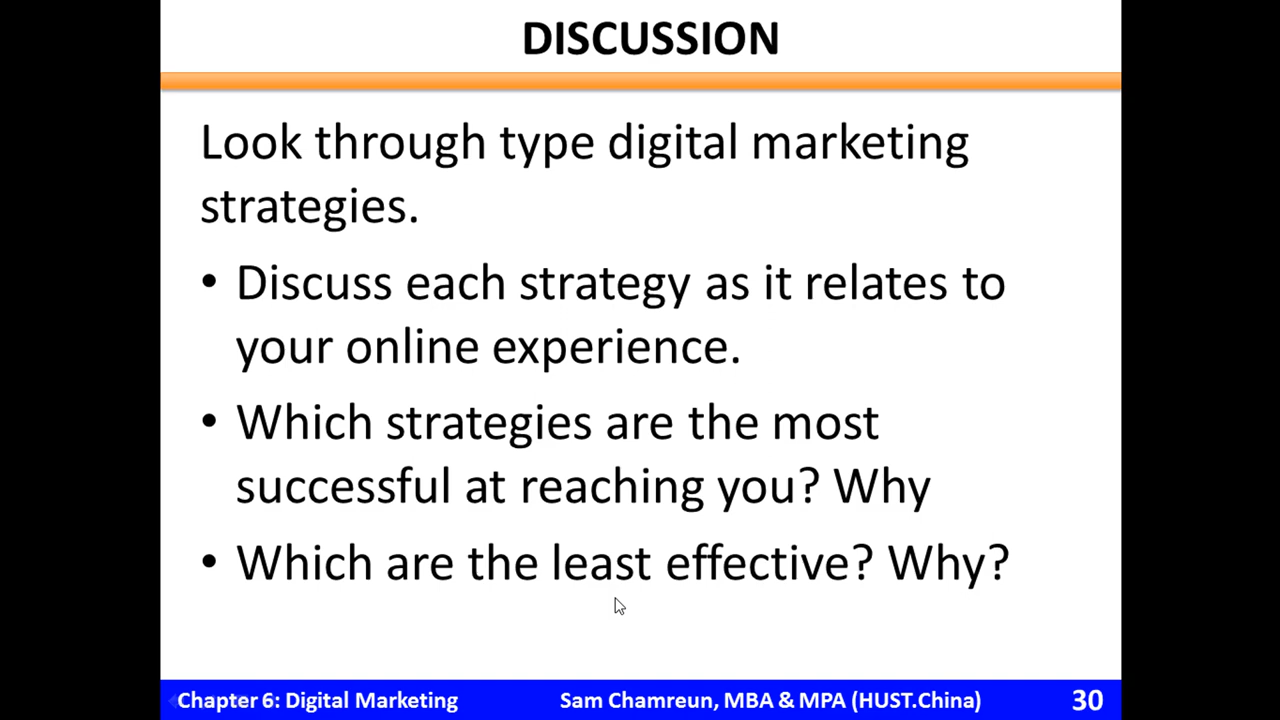 DISCUSSION
Look through type digital marketing
strategies.
• Discuss each strategy as it relates to
your online experience.
• Which strategies are the most
successful at reaching you? Why
• Which are the least effective? Why?
Chapter 6: Digital Marketing Sam Chamreun, MBA & MPA (HUST.China) 30